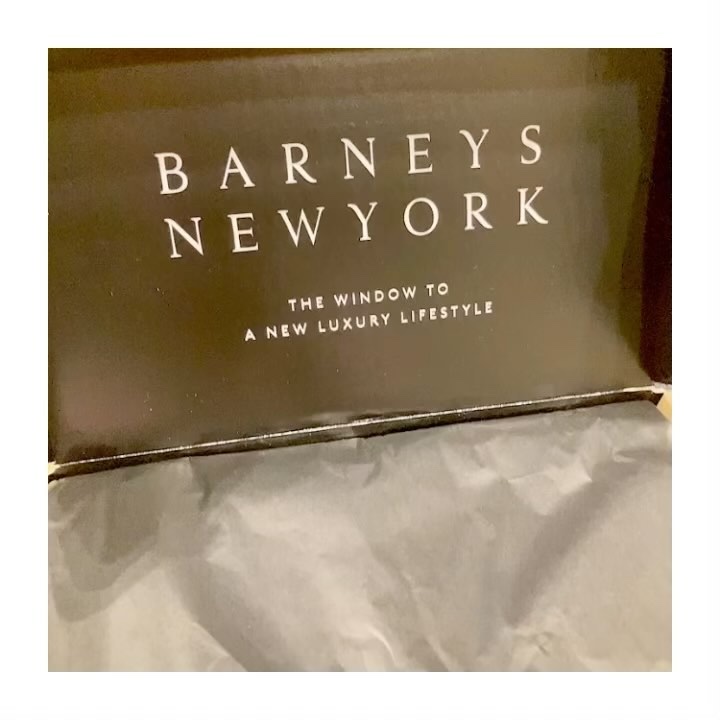 BARNEYS
NEWYORK
THE WINDOW TO
A NEW LUXURY LIFESTYLE